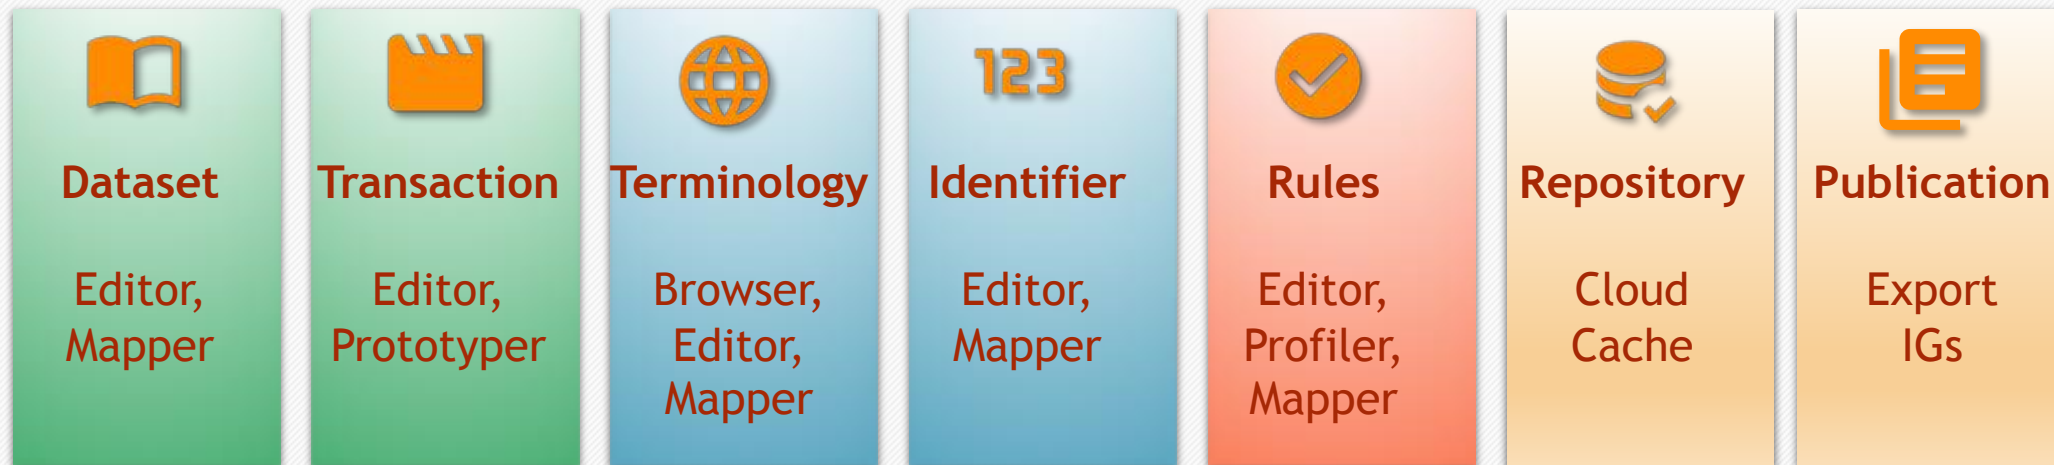 123
Dataset
Editor,
Mapper
Transaction
Editor,
Prototyper
Terminology
Browser,
Editor,
Mapper
Identifier
Editor,
Mapper
Rules
Editor,
Profiler,
Mapper
Repository
Cloud
Cache
Publication
Export
IGs